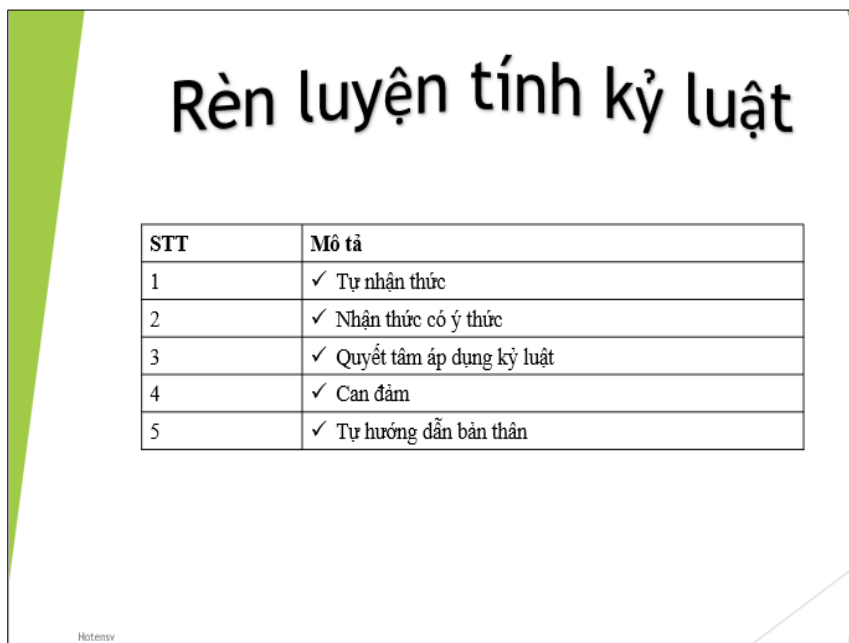 Rèn luyện tính kỷ luật
STT Mô tả
1 ✓ Tự nhận thức
2 ✓ Nhận thức có ý thức
3 ✓ Quyết tâm áp dụng kỷ luật
4 ✓ Can đảm
5 ✓ Tự hướng dẫn bản thân
Hotensv